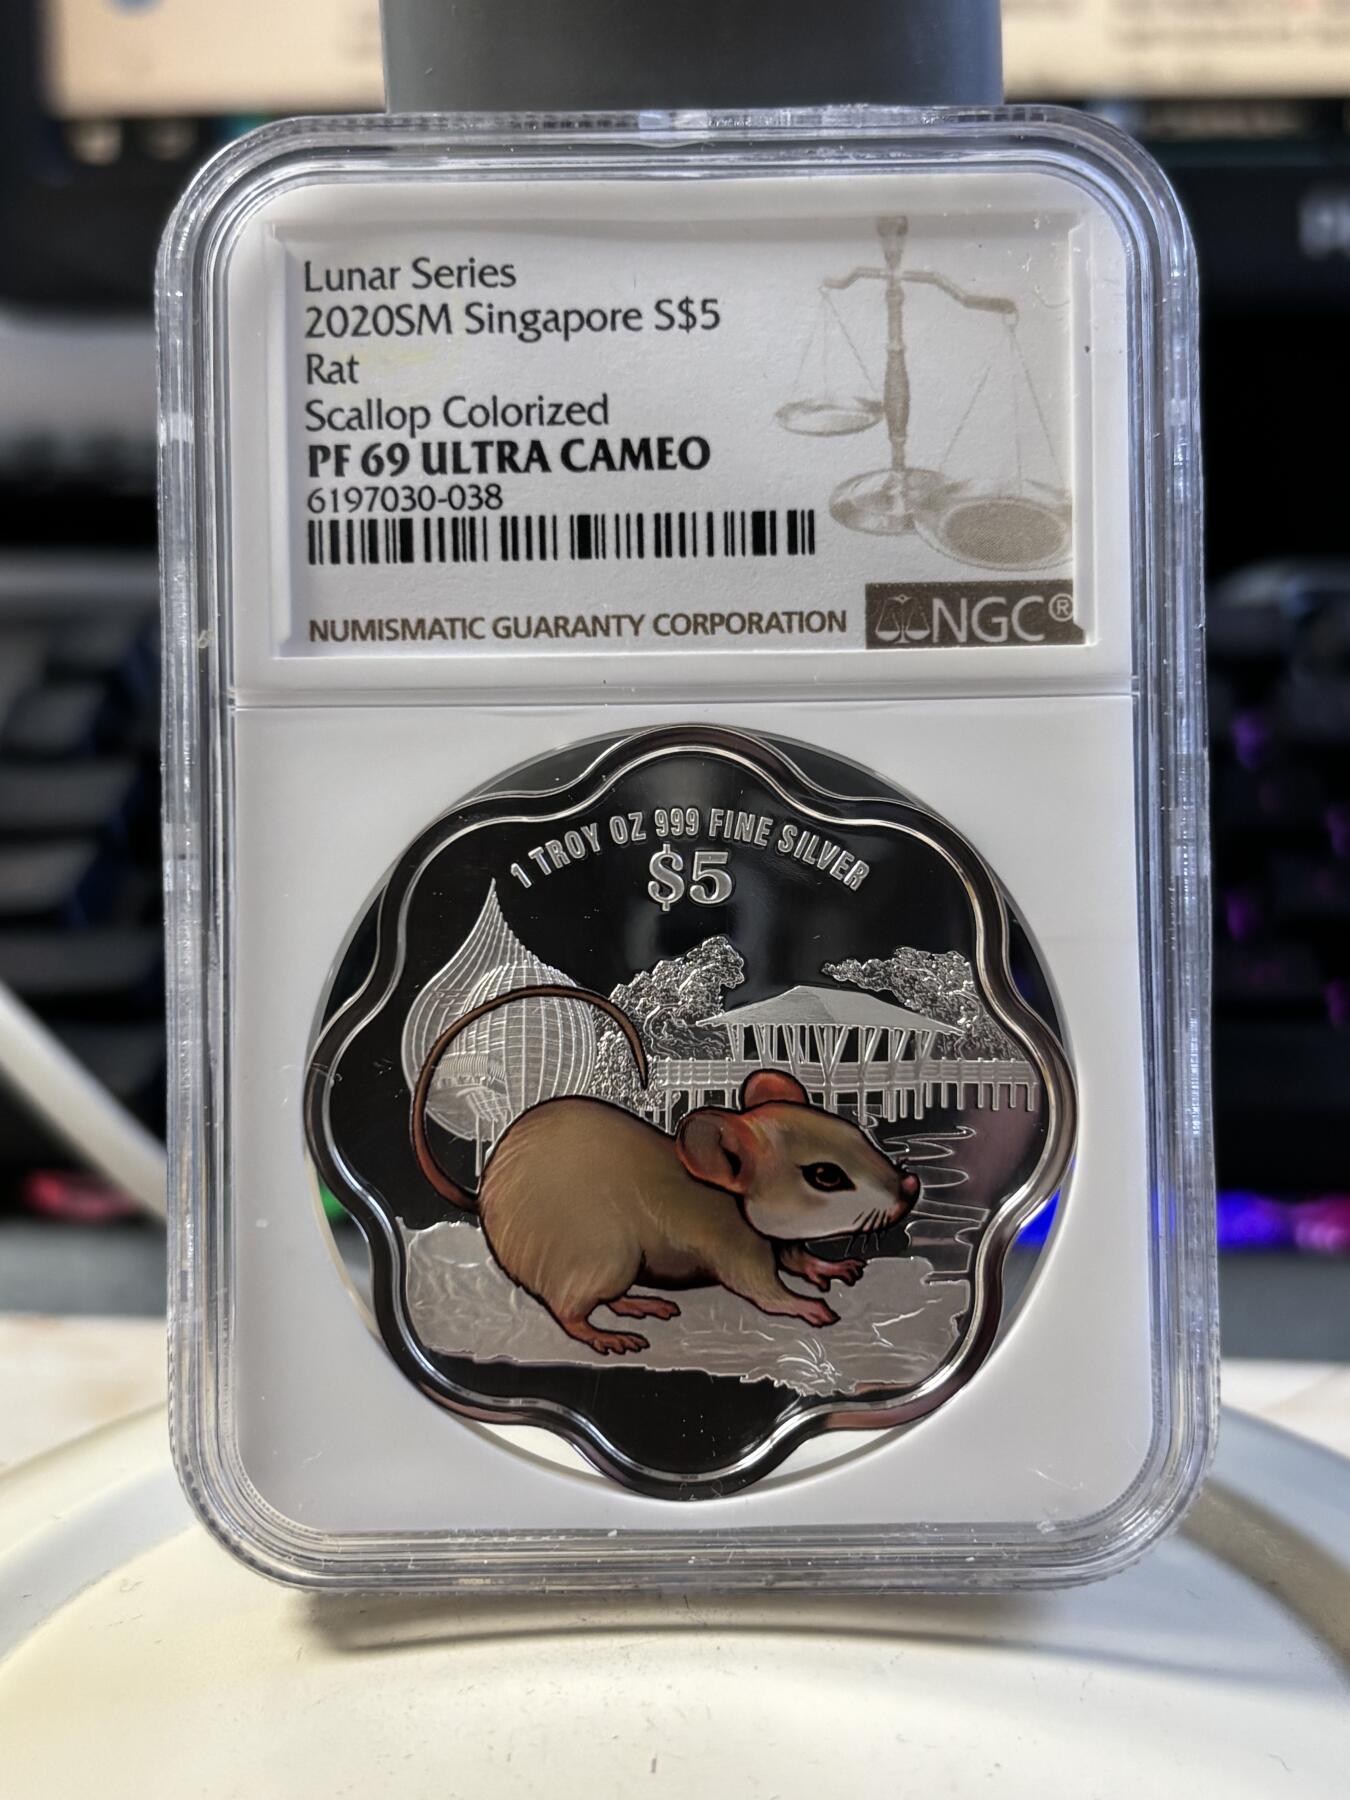 Lunar Series
2020SM Singapore S$5
Rat
Scallop Colorized
PF 69 ULTRA CAMEO
6197030-038
NUMISMATIC GUARANTY CORPORATION
NGC®
1 TROY OZ 999 FINE SILVER
$5